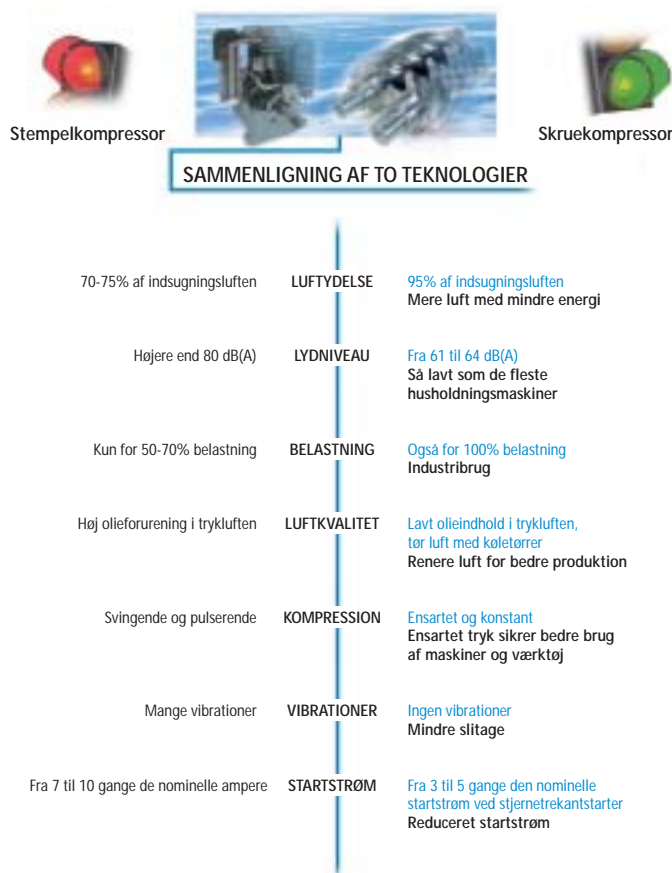 Stempelkompressor
Skruekompressor
SAMMENLIGNING AF TO TEKNOLOGIER
70-75% af indsugningsluften
LUFTYDELSE
95% af indsugningsluften
Mere luft med mindre energi
Højere end 80 dB(A)
LYDNIVEAU
Fra 61 til 64 dB(A)
Så lavt som de fleste
husholdningsmaskiner
Kun for 50-70% belastning
BELASTNING
Også for 100% belastning
Industribrug
Høj olieforurening i trykluften
LUFTKVALITET
Lavt olieindhold i trykluften,
tør luft med køletørrer
Renere luft for bedre produktion
Svingende og pulserende
KOMPRESSION
Ensartet og konstant
Ensartet tryk sikrer bedre brug
af maskiner og værktøj
Mange vibrationer
VIBRATIONER
Ingen vibrationer
Mindre slitage
Fra 7 til 10 gange de nominelle ampere
STARTSTRØM
Fra 3 til 5 gange den nominelle
startstrøm ved stjernetrekantstarter
Reduceret startstrøm